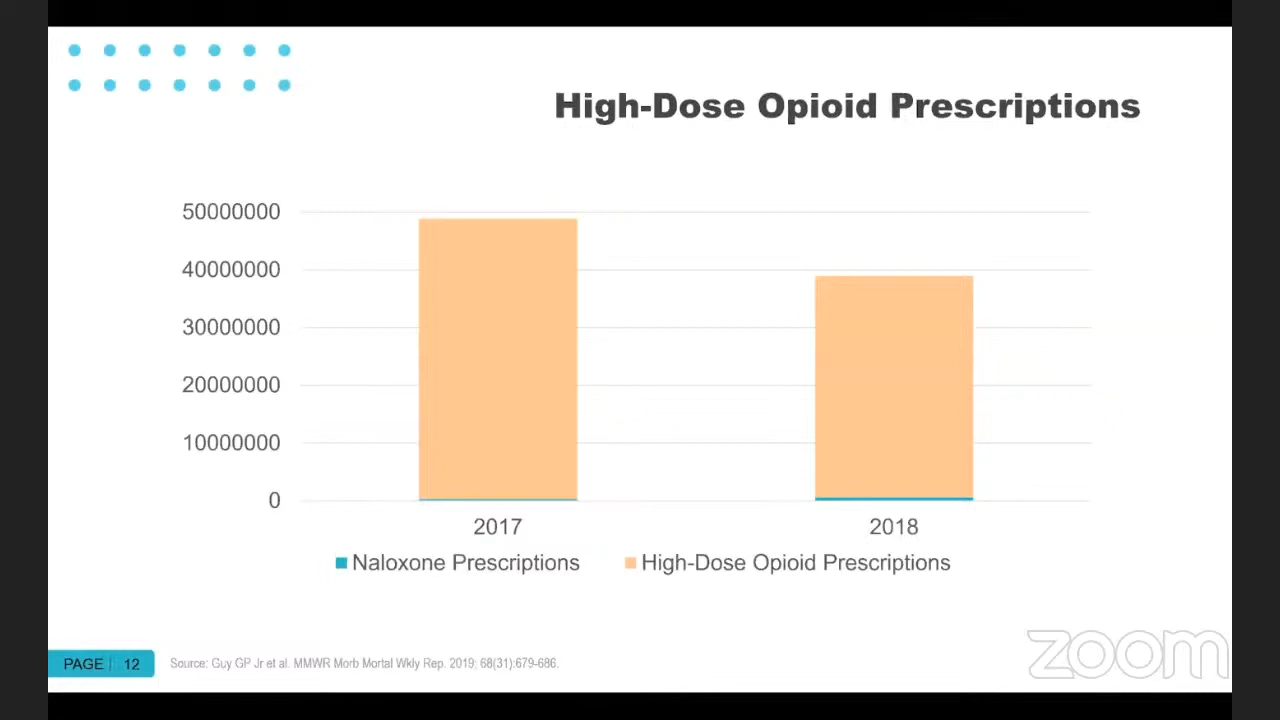 High-Dose Opioid Prescriptions
50000000
40000000
30000000
20000000
10000000
0
2017 2018
Naloxone Prescriptions High-Dose Opioid Prescriptions
PAGE | 12
Source: Guy GP Jr et al. MMWR Morb Mortal Wkly Rep. 2019; 68(31):679-686.
zoom